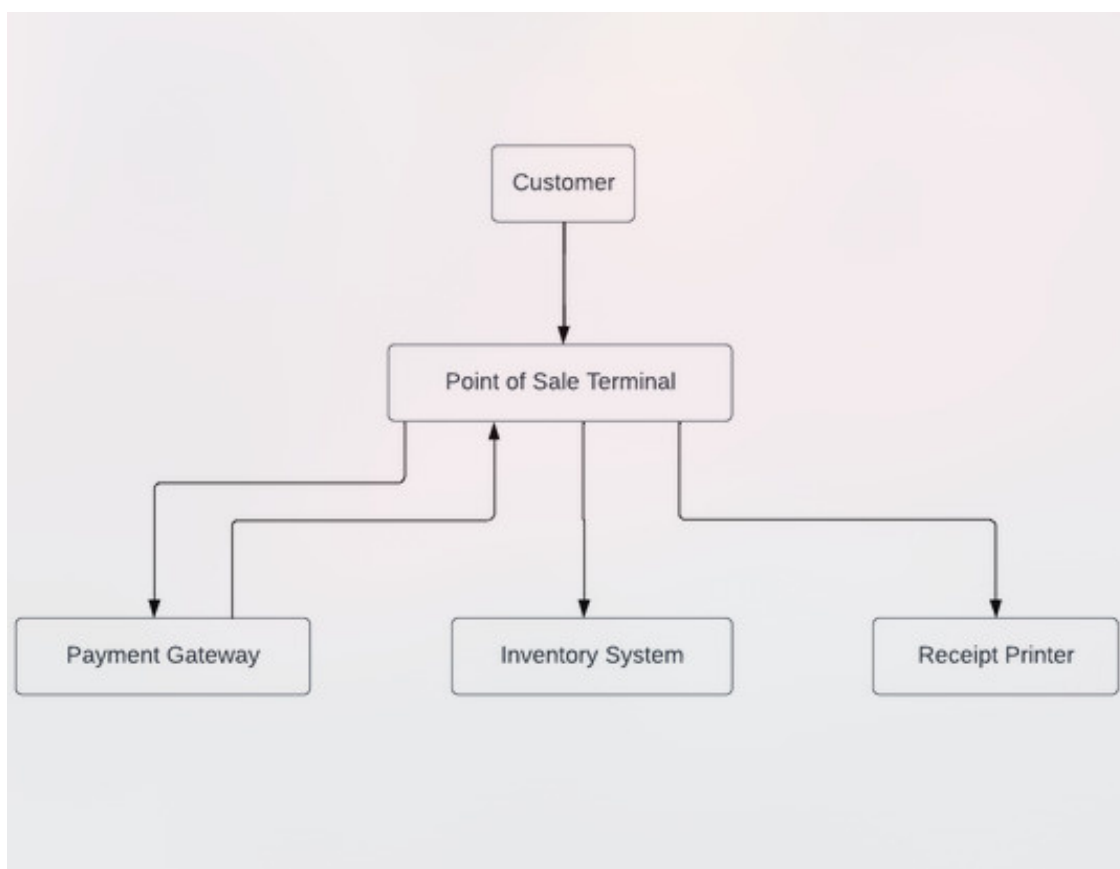 Customer
Point of Sale Terminal
Payment Gateway
Inventory System
Receipt Printer